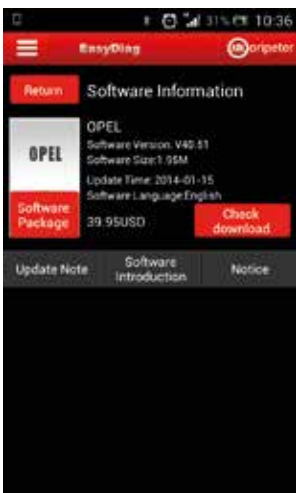 31% 10:36
EasyDiag
oripeter
Return
Software Information
OPEL
OPEL
Software Version: V40.51
Software Size:1.95M
Update Time: 2014-01-15
Software Language:English
Software
Package
39.95USD
Check
download
Update Note
Software
Introduction
Notice